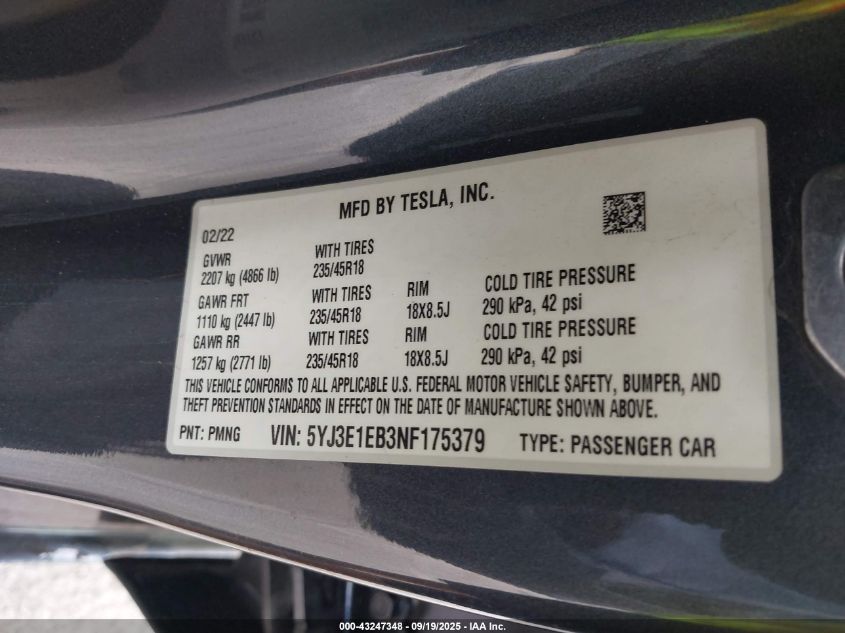 MFD BY TESLA, INC.
02/22
GVWR
2207 kg (4866 lb)
WITH TIRES
235/45R18
GAWR FRT
1110 kg (2447 lb)
WITH TIRES
235/45R18
RIM
18X8.5J
COLD TIRE PRESSURE
290 kPa, 42 psi
GAWR RR
1257 kg (2771 lb)
WITH TIRES
235/45R18
RIM
18X8.5J
COLD TIRE PRESSURE
290 kPa, 42 psi
THIS VEHICLE CONFORMS TO ALL APPLICABLE U.S. FEDERAL MOTOR VEHICLE SAFETY, BUMPER, AND
THEFT PREVENTION STANDARDS IN EFFECT ON THE DATE OF MANUFACTURE SHOWN ABOVE.
PNT: PMNG VIN: 5YJ3E1EB3NF175379 TYPE: PASSENGER CAR
000-43247348 - 09/19/2025 - IAA Inc.